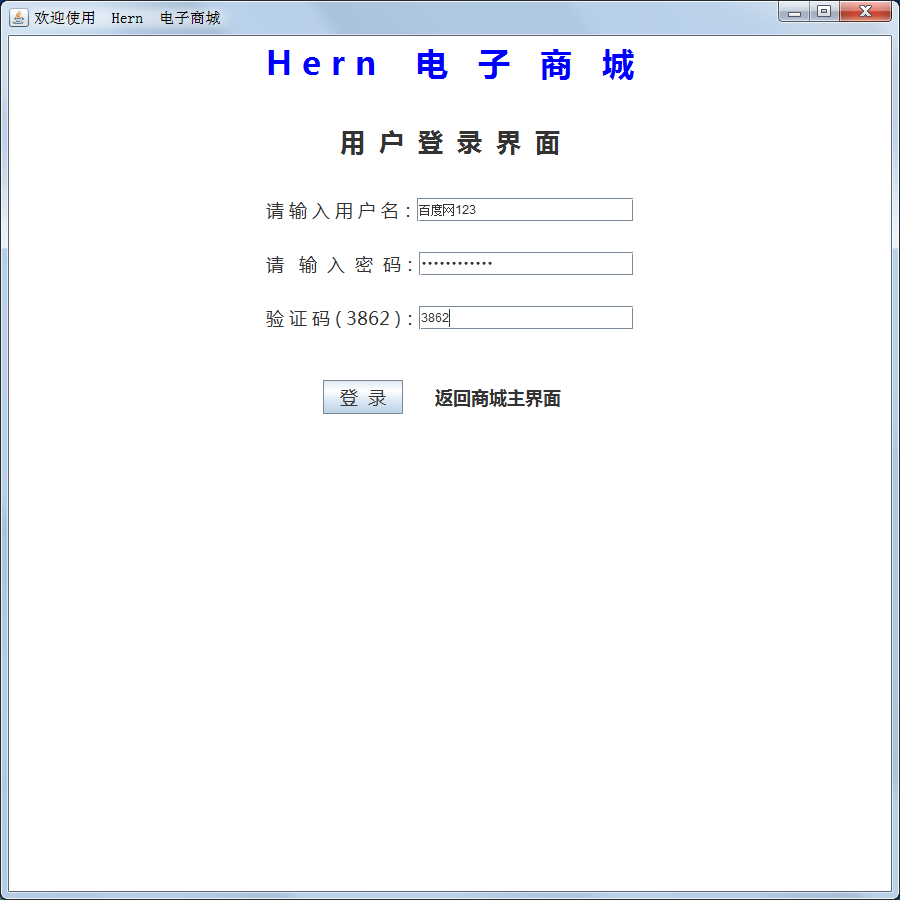 欢迎使用 Hern 电子商城
Hern 电子商城
用户登录界面
请输入用户名：百度网123
请输入密码：••••••••••••
验证码(3862)：3862
登录 返回商城主界面